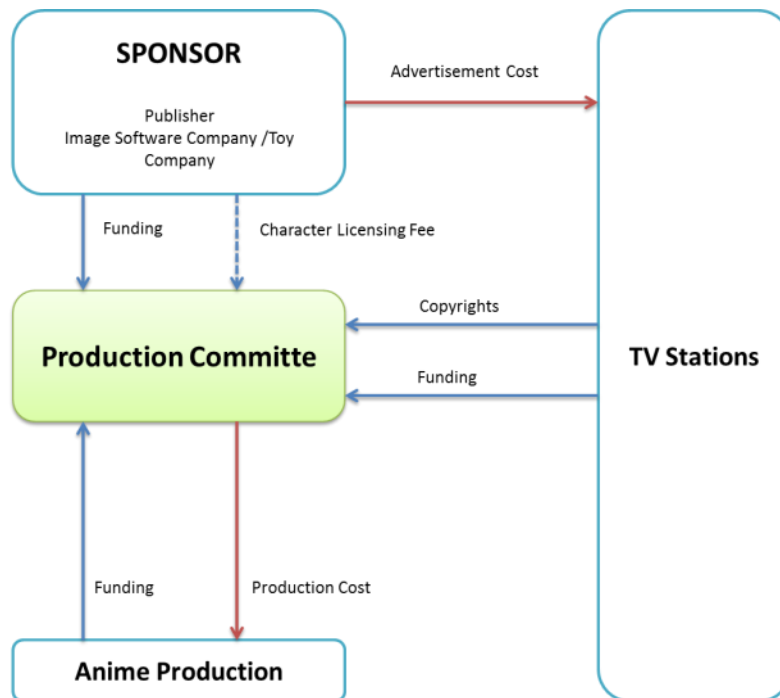 SPONSOR
Publisher
Image Software Company /Toy
Company
Advertisement Cost
Funding
Character Licensing Fee
Copyrights
Production Committe
TV Stations
Funding
Funding
Production Cost
Anime Production